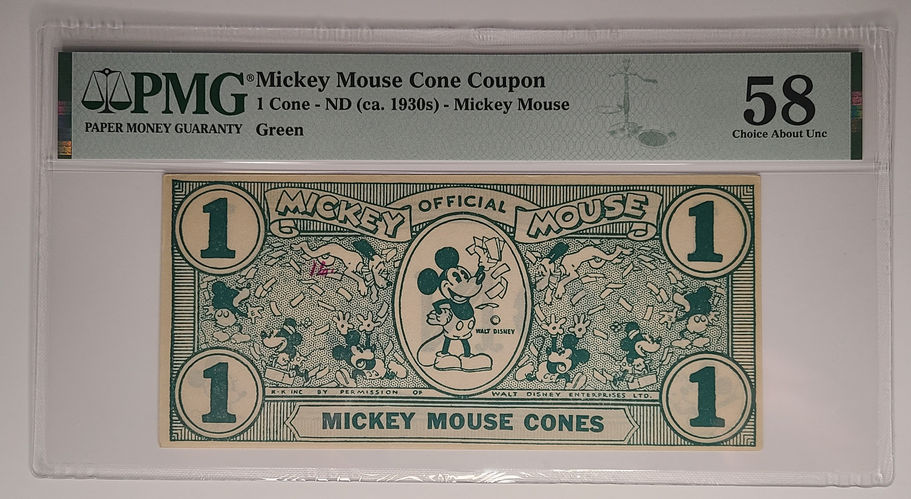 PMG® Mickey Mouse Cone Coupon
1 Cone - ND (ca. 1930s) - Mickey Mouse
PAPER MONEY GUARANTY Green
58
Choice About Unc
1 MICKEY OFFICIAL MOUSE 1
16
WALT DISNEY
K-K INC BY PERMISSION OF WALT DISNEY ENTERPRISES LTD.
1 MICKEY MOUSE CONES 1